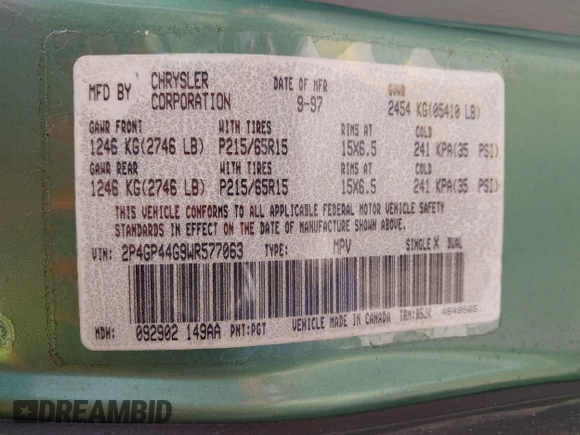 MFD BY CHRYSLER CORPORATION DATE OF MFR 9-97 GVWR 2454 KG(05410 LB)
GAWR FRONT WITH TIRES RIMS AT COLD
1246 KG(2746 LB) P215/65R15 15X6.5 241 KPA(35 PSI)
GAWR REAR WITH TIRES RIMS AT COLD
1246 KG(2746 LB) P215/65R15 15X6.5 241 KPA(35 PSI)
THIS VEHICLE CONFORMS TO ALL APPLICABLE FEDERAL MOTOR VEHICLE SAFETY
STANDARDS IN EFFECT ON THE DATE OF MANUFACTURE SHOWN ABOVE.
VIN: 2P4GP44G9WR577063 TYPE: MPV SINGLE X DUAL
MDH: 092902 149AA PNT:PGT VEHICLE MADE IN CANADA TRM:BSJK 4648565
DREAMBID